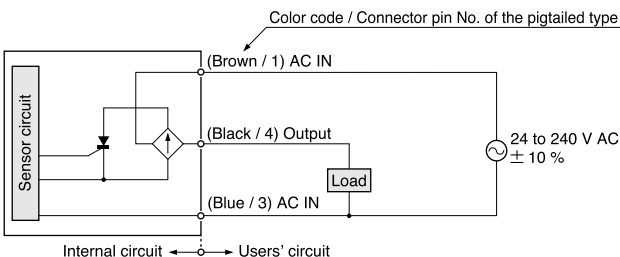 Color code / Connector pin No. of the pigtailed type
(Brown / 1) AC IN
Sensor circuit
(Black / 4) Output
24 to 240 V AC
± 10 %
Load
(Blue / 3) AC IN
Internal circuit
Users' circuit